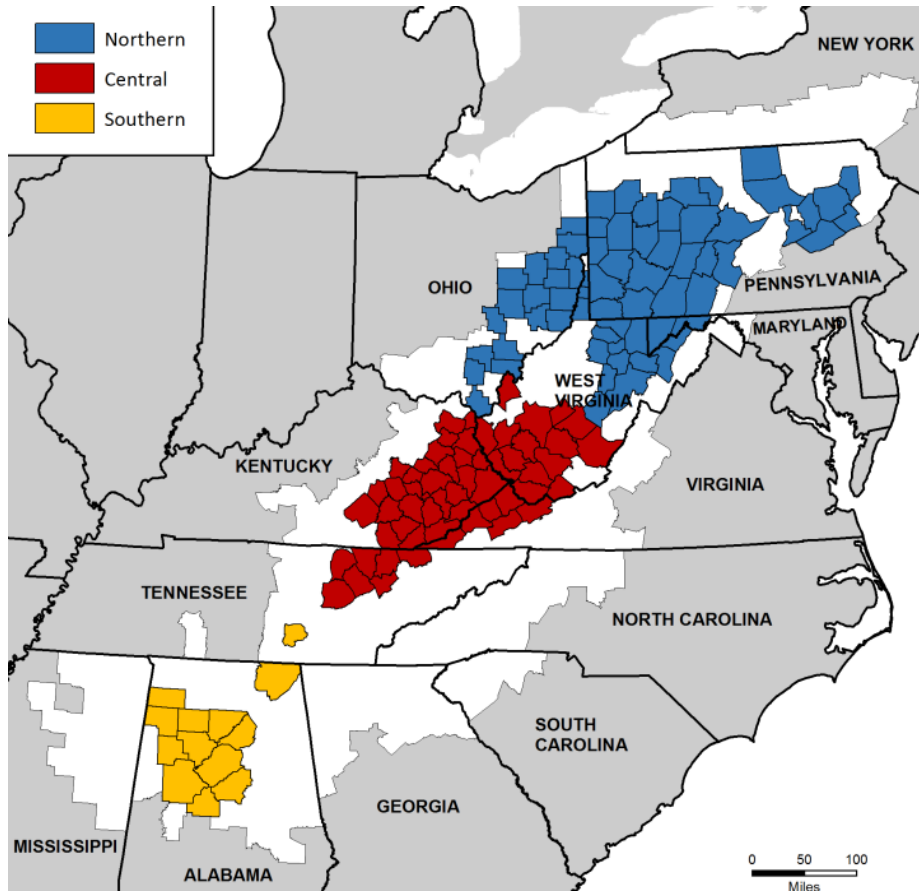 Northern
Central
Southern
NEW YORK
PENNSYLVANIA
OHIO
MARYLAND
WEST
VIRGINIA
KENTUCKY
VIRGINIA
TENNESSEE
NORTH CAROLINA
SOUTH
CAROLINA
GEORGIA
MISSISSIPPI
ALABAMA
0 50 100
Miles